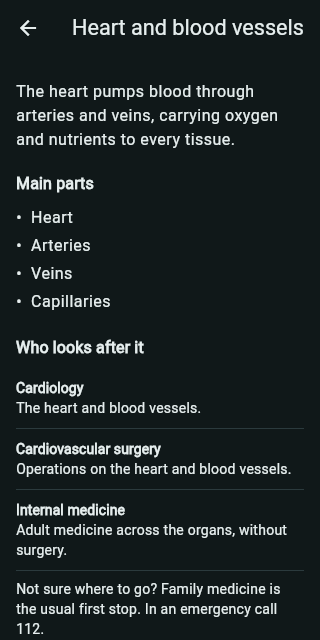 Heart and blood vessels
The heart pumps blood through
arteries and veins, carrying oxygen
and nutrients to every tissue.
Main parts
• Heart
• Arteries
• Veins
• Capillaries
Who looks after it
Cardiology
The heart and blood vessels.
Cardiovascular surgery
Operations on the heart and blood vessels.
Internal medicine
Adult medicine across the organs, without
surgery.
Not sure where to go? Family medicine is
the usual first stop. In an emergency call
112.